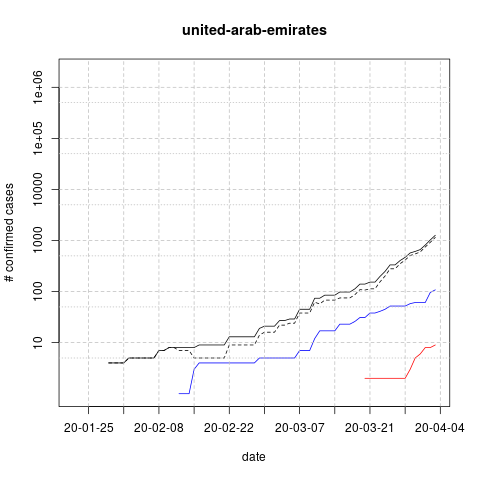 united-arab-emirates
# confirmed cases
1e+06
1e+05
10000
1000
100
10
20-01-25 20-02-08 20-02-22 20-03-07 20-03-21 20-04-04
date